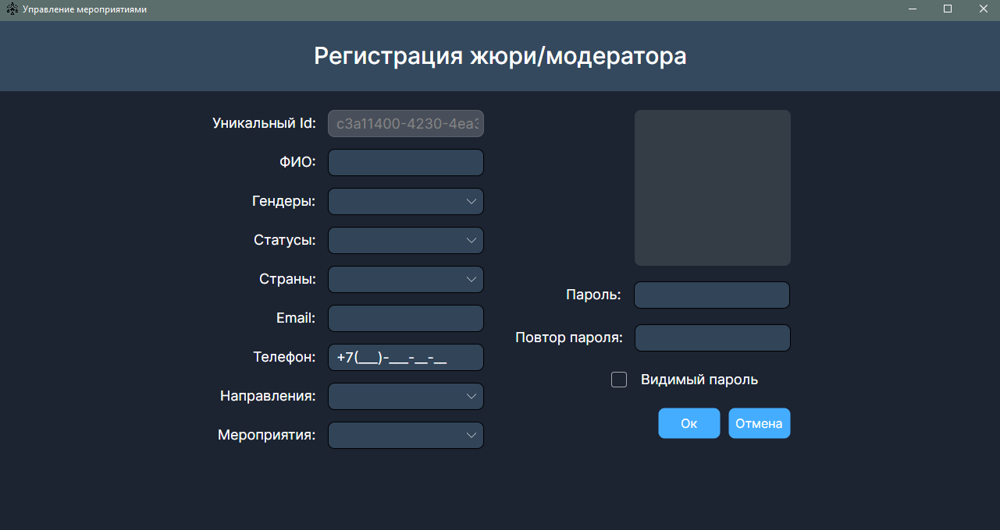 Управление мероприятиями
Регистрация жюри/модератора
Уникальный Id: c3a11400-4230-4ea3
ФИО:
Гендеры:
Статусы:
Страны:
Email:
Телефон: +7(___)-___-__-__
Направления:
Мероприятия:
Пароль:
Повтор пароля:
Видимый пароль
Ок Отмена